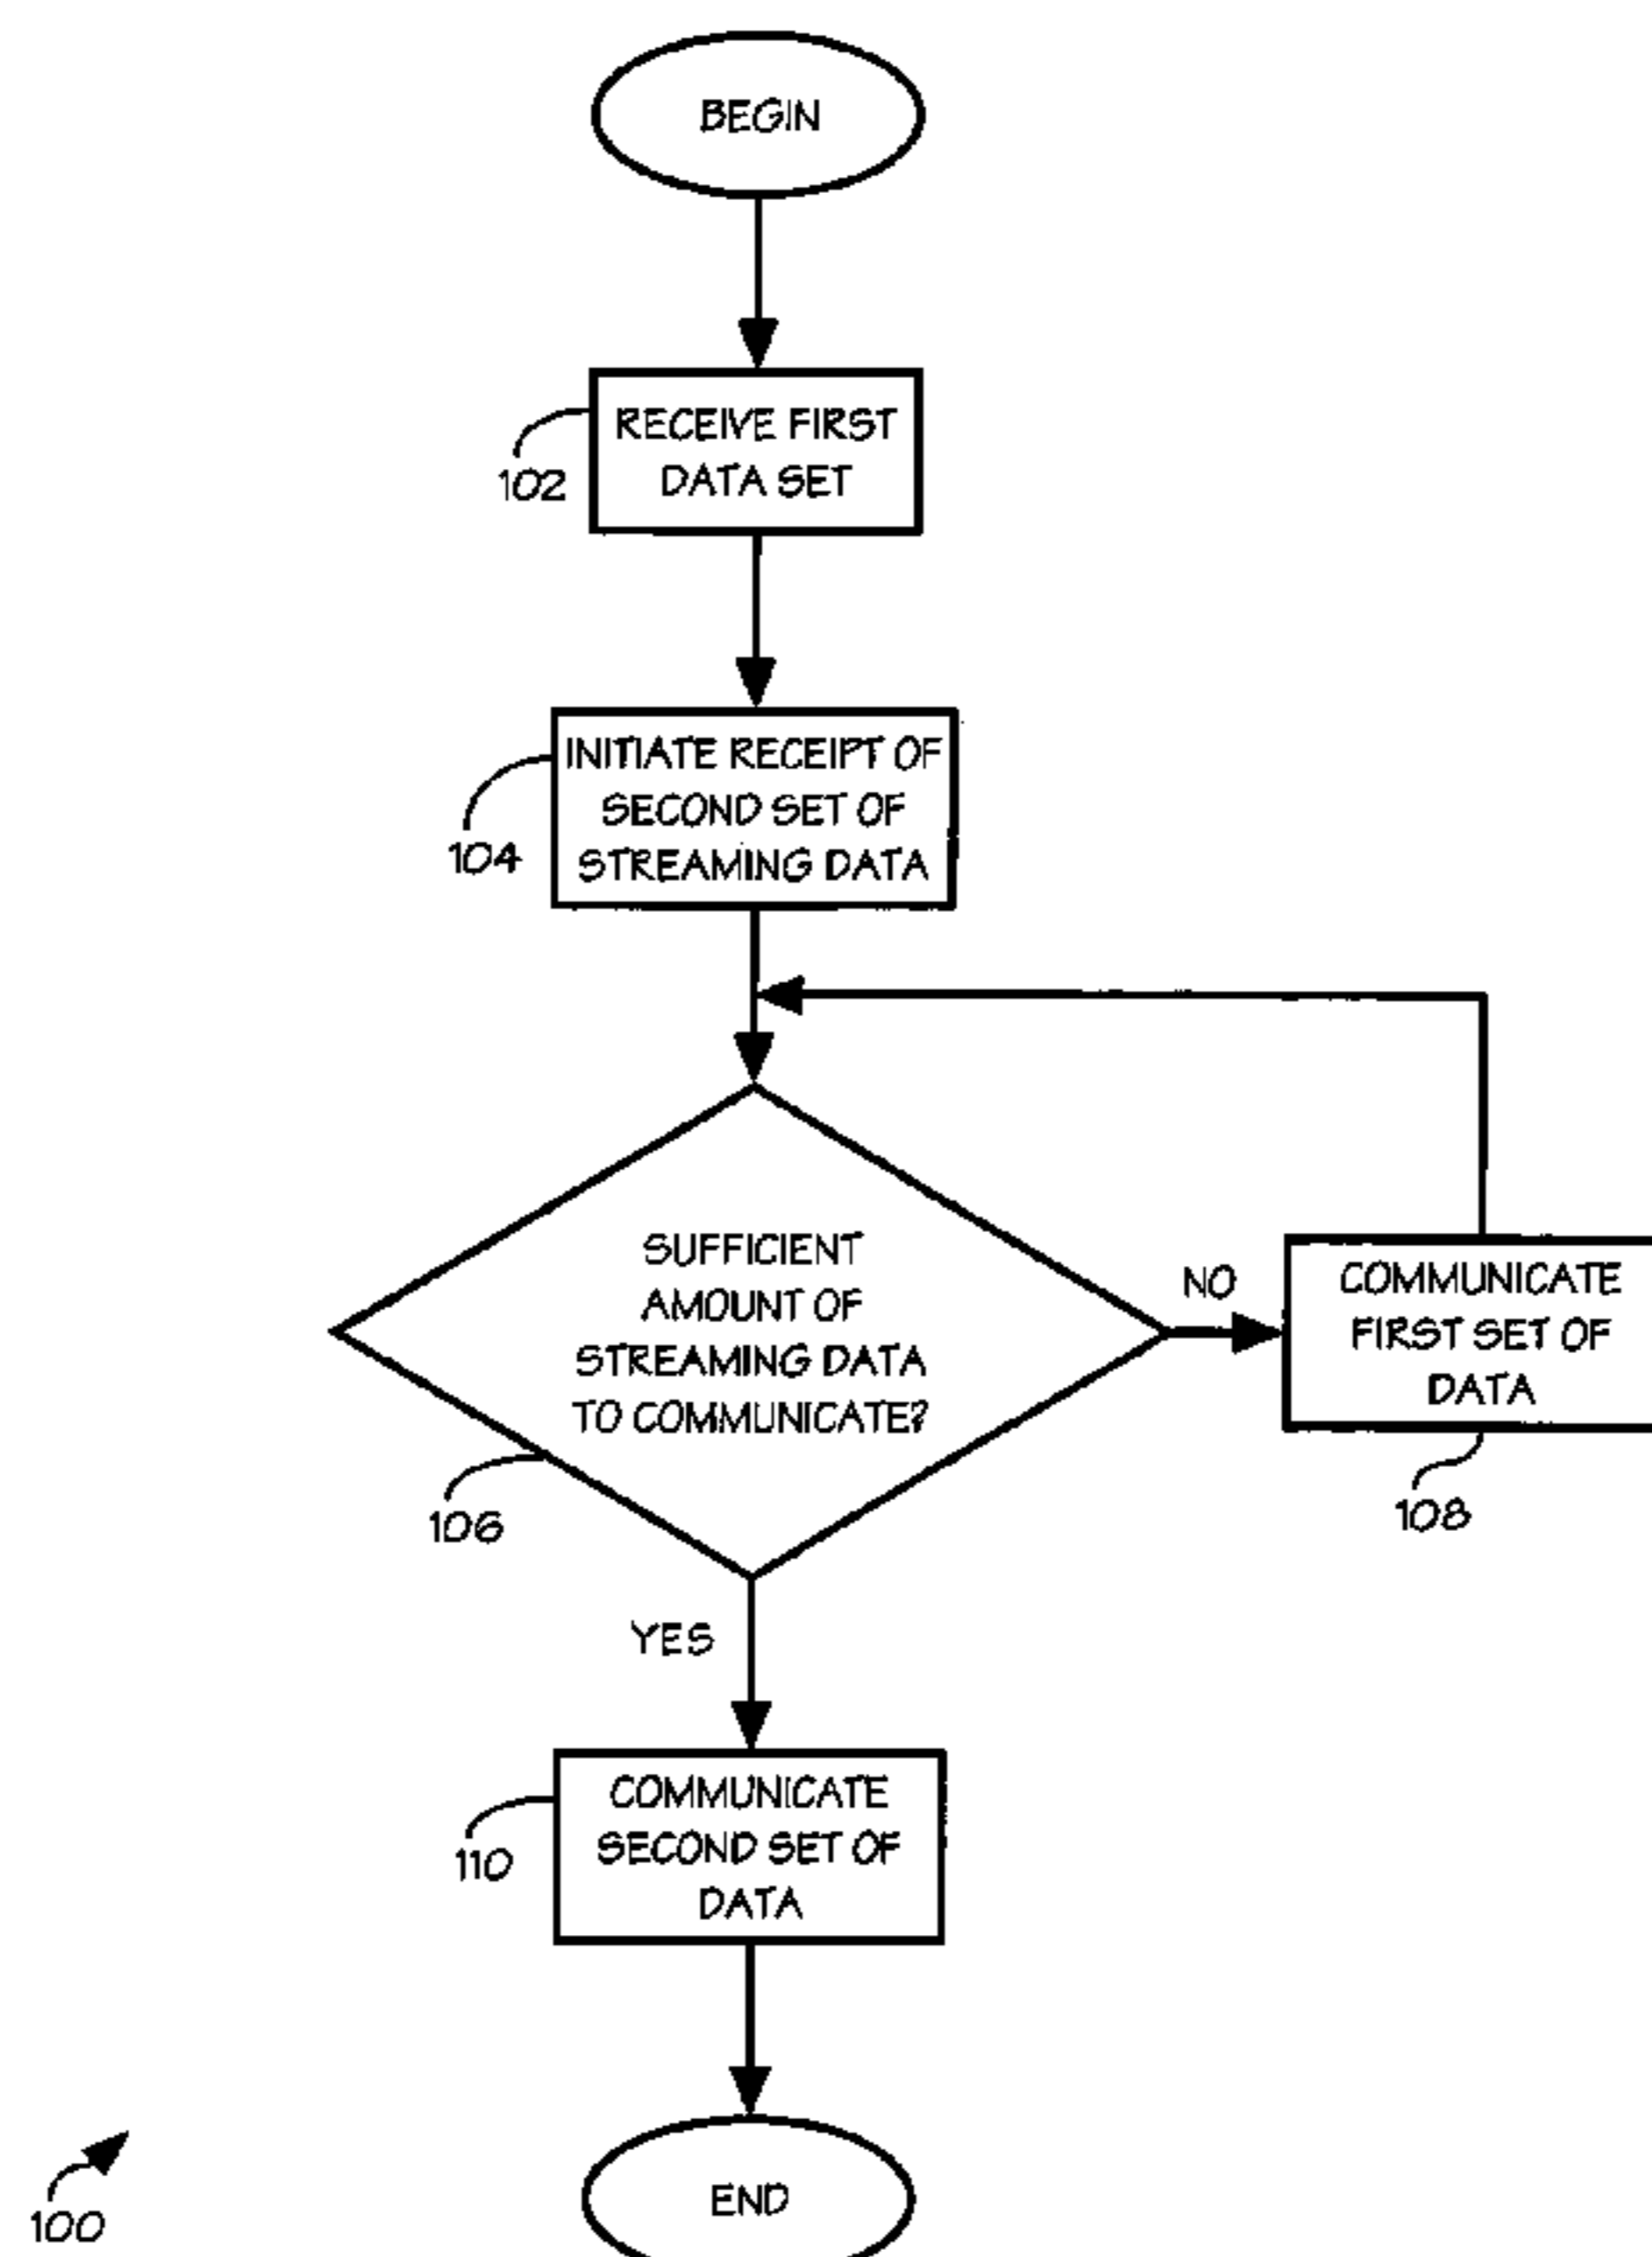 BEGIN
RECEIVE FIRST
DATA SET
102
INITIATE RECEIPT OF
SECOND SET OF
STREAMING DATA
104
SUFFICIENT
AMOUNT OF
STREAMING DATA
TO COMMUNICATE?
106
NO
COMMUNICATE
FIRST SET OF
DATA
108
YES
COMMUNICATE
SECOND SET OF
DATA
110
END
100